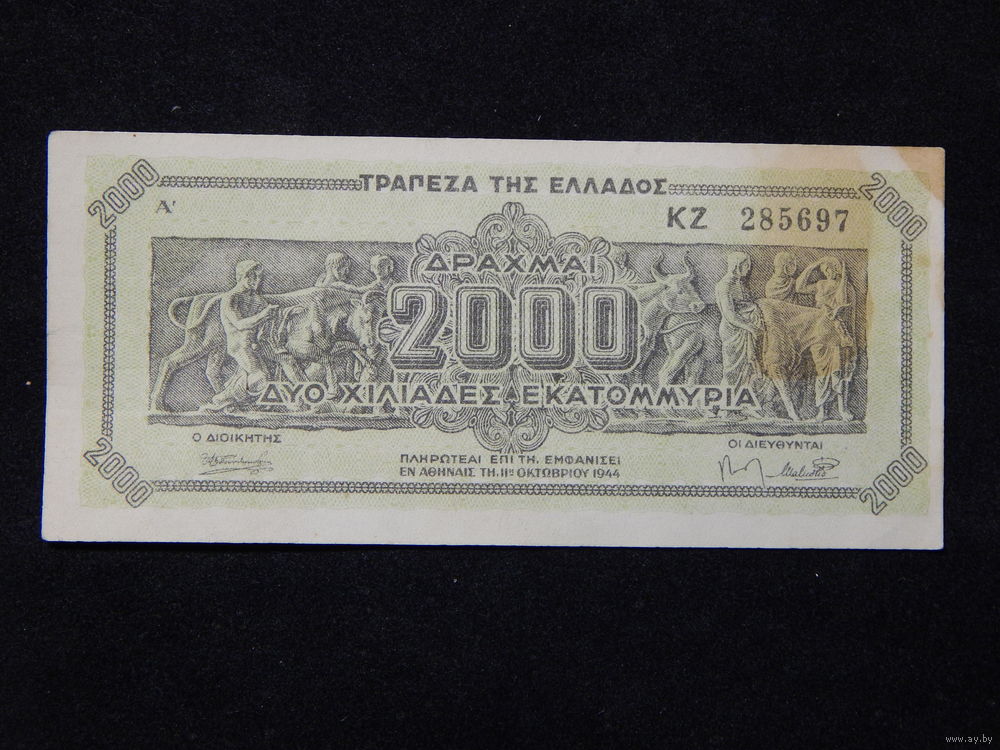 2000 ΤΡΑΠΕΖΑ ΤΗΣ ΕΛΛΑΔΟΣ 2000
Α' ΚΖ 285697
ΔΡΑΧΜΑΙ
2000
ΔΥΟ ΧΙΛΙΑΔΕΣ ΕΚΑΤΟΜΜΥΡΙΑ
Ο ΔΙΟΙΚΗΤΗΣ ΟΙ ΔΙΕΥΘΥΝΤΑΙ
ΠΛΗΡΩΤΕΑΙ ΕΠΙ ΤΗ. ΕΜΦΑΝΙΣΕΙ
ΕΝ ΑΘΗΝΑΙΣ ΤΗ. 11ῃ ΟΚΤΩΒΡΙΟΥ 1944
2000 2000
www.ay.by